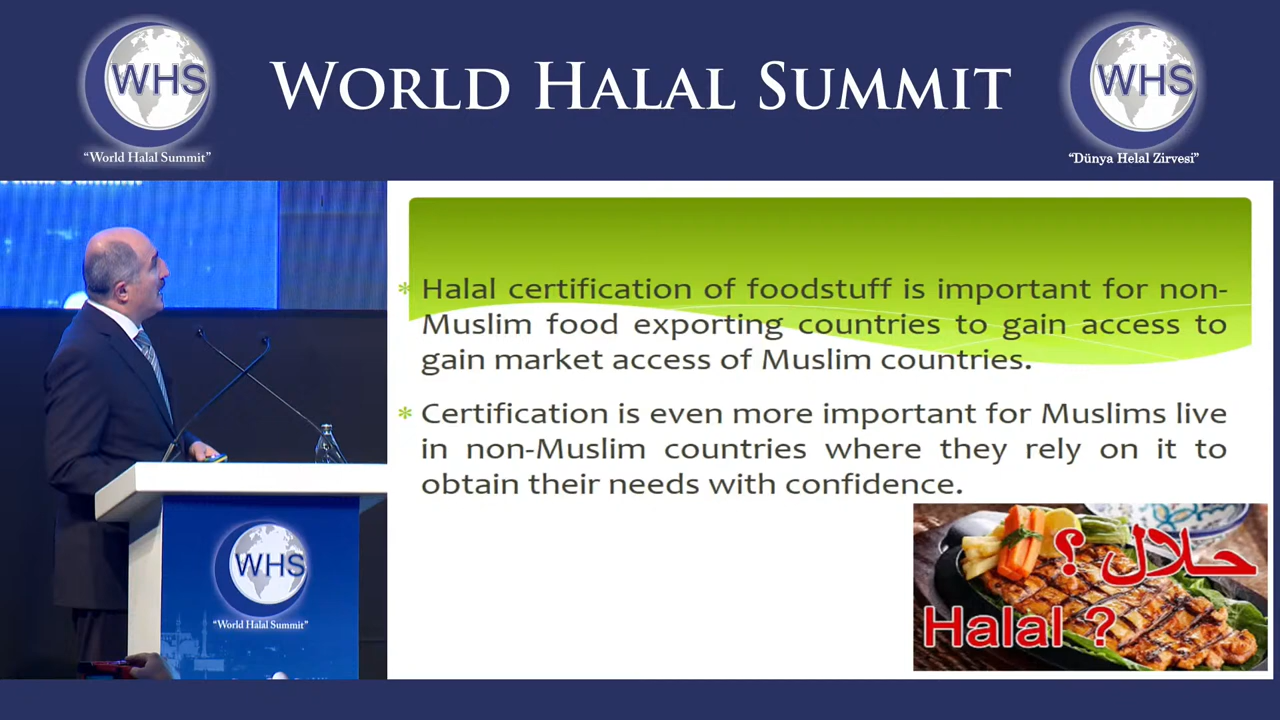 WHS
"World Halal Summit"
WORLD HALAL SUMMIT
WHS
"Dünya Helal Zirvesi"
* Halal certification of foodstuff is important for non-
Muslim food exporting countries to gain access to
gain market access of Muslim countries.
* Certification is even more important for Muslims live
in non-Muslim countries where they rely on it to
obtain their needs with confidence.
حلال ؟
Halal ?
WHS
"World Halal Summit"